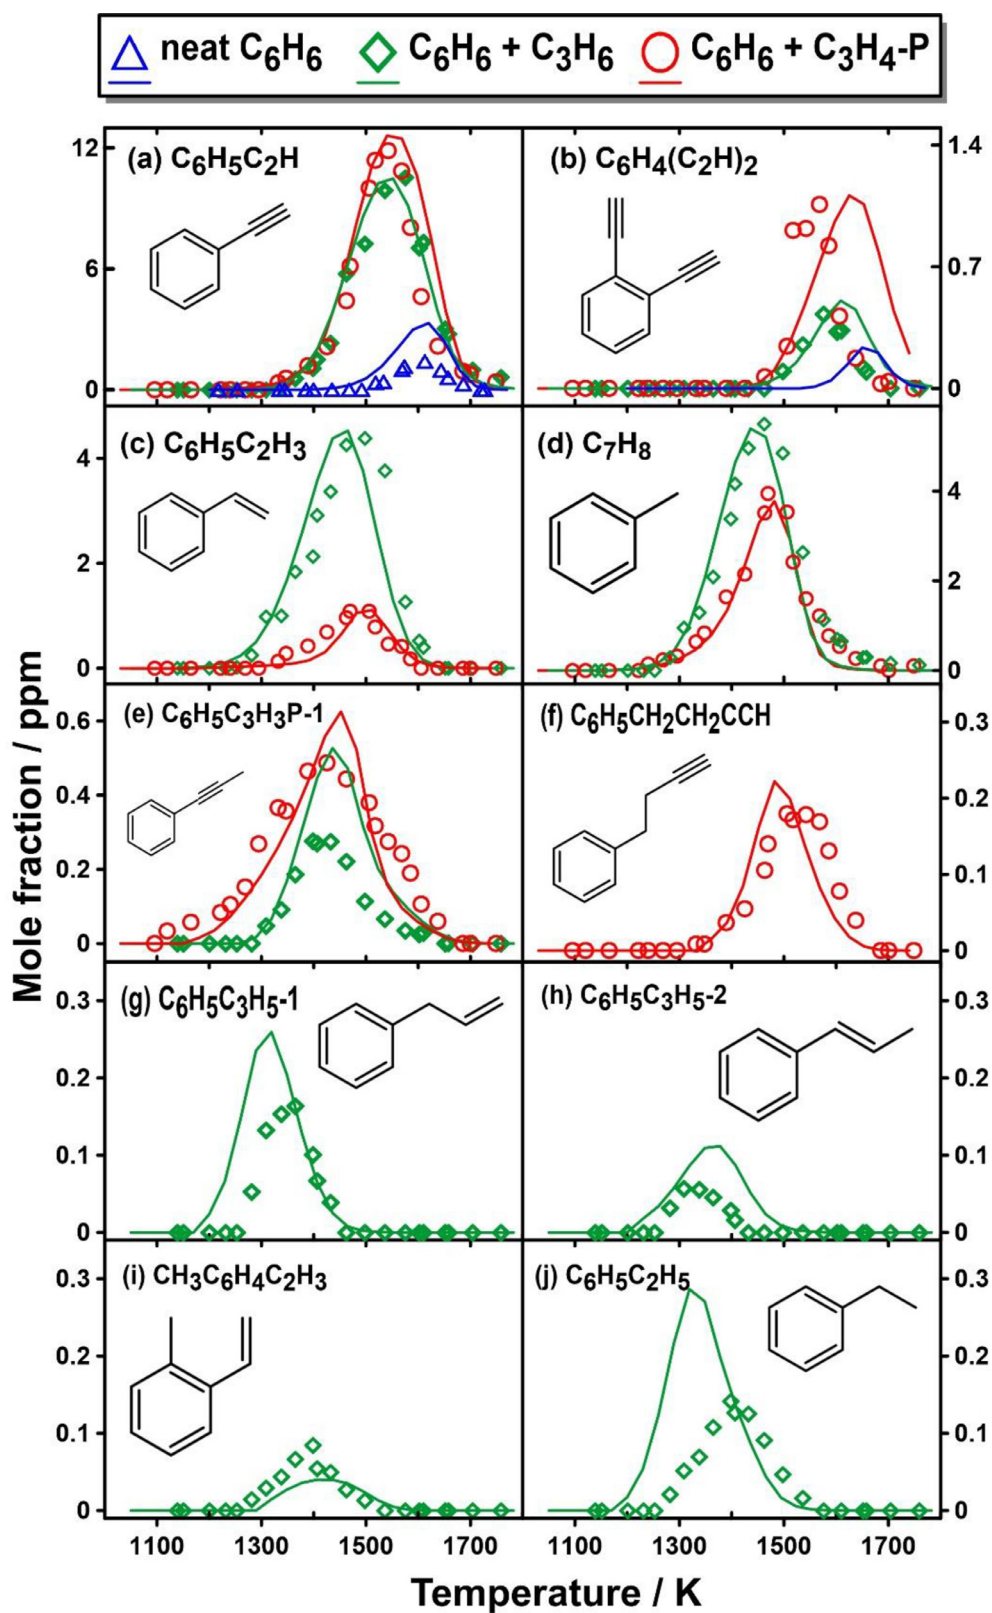 neat C6H6 C6H6 + C3H6 C6H6 + C3H4-P
(a) C6H5C2H
(b) C6H4(C2H)2
12
6
0
1.4
0.7
0
(c) C6H5C2H3
(d) C7H8
4
2
0
4
2
0
(e) C6H5C3H3P-1
(f) C6H5CH2CH2CCH
0.6
0.4
0.2
0
0.3
0.2
0.1
0
(g) C6H5C3H5-1
(h) C6H5C3H5-2
0.3
0.2
0.1
0
0.3
0.2
0.1
0
(i) CH3C6H4C2H3
(j) C6H5C2H5
0.3
0.2
0.1
0
0.3
0.2
0.1
0
1100 1300 1500 1700 1100 1300 1500 1700
Mole fraction / ppm
Temperature / K